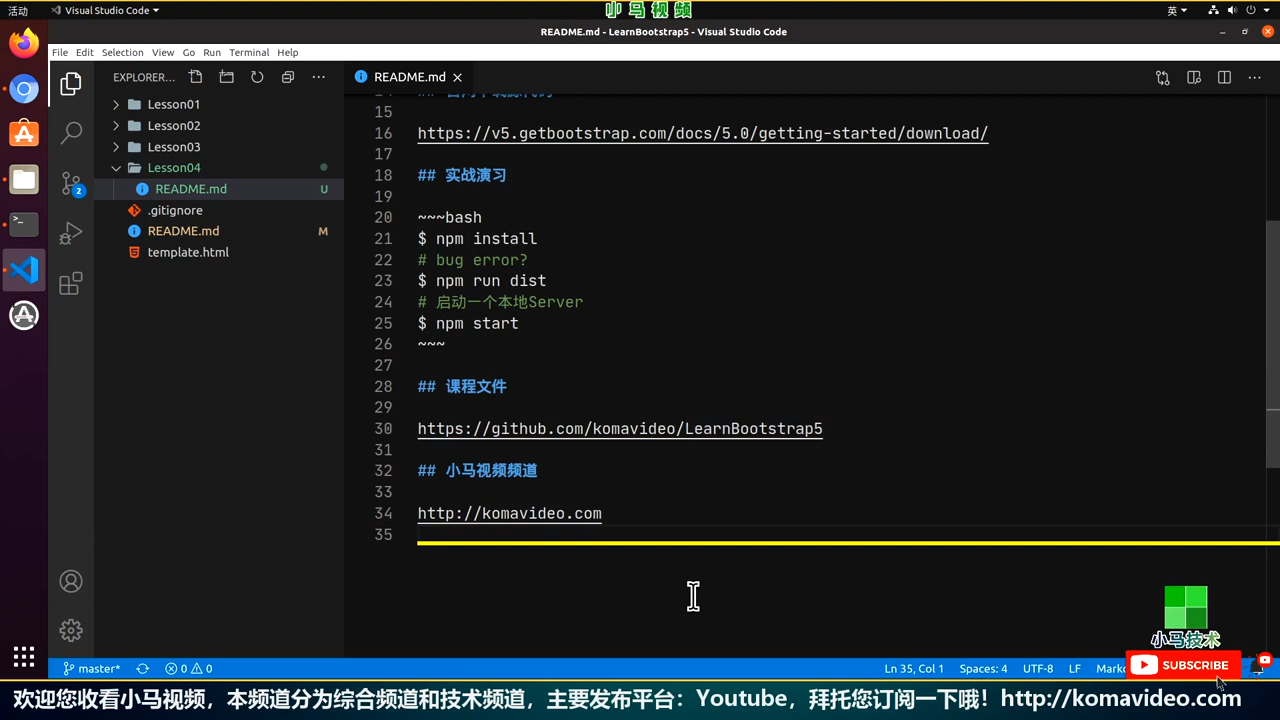 活动
Visual Studio Code
小马视频
英
README.md - LearnBootstrap5 - Visual Studio Code
File Edit Selection View Go Run Terminal Help
EXPLORER...
README.md
Lesson01
Lesson02
Lesson03
Lesson04
README.md U
.gitignore
README.md M
template.html
2
15
16 https://v5.getbootstrap.com/docs/5.0/getting-started/download/
17
18 ## 实战演习
19
20 ~~~bash
21 $ npm install
22 # bug error?
23 $ npm run dist
24 # 启动一个本地Server
25 $ npm start
26 ~~~
27
28 ## 课程文件
29
30 https://github.com/komavideo/LearnBootstrap5
31
32 ## 小马视频频道
33
34 http://komavideo.com
35
小马技术
SUBSCRIBE
master* 0 0 Ln 35, Col 1 Spaces: 4 UTF-8 LF
欢迎您收看小马视频，本频道分为综合频道和技术频道，主要发布平台：Youtube，拜托您订阅一下哦！http://komavideo.com